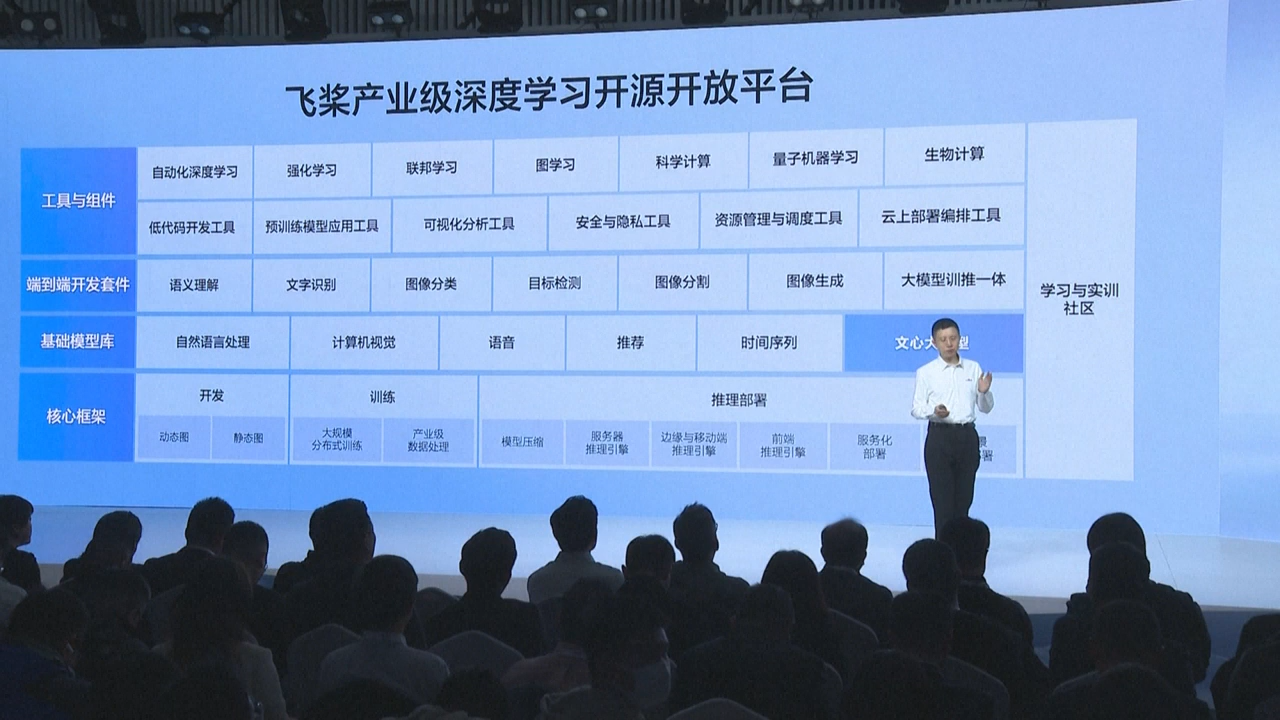 飞桨产业级深度学习开源开放平台
工具与组件
自动化深度学习
强化学习
联邦学习
图学习
科学计算
量子机器学习
生物计算
低代码开发工具
预训练模型应用工具
可视化分析工具
安全与隐私工具
资源管理与调度工具
云上部署编排工具
端到端开发套件
语义理解
文字识别
图像分类
目标检测
图像分割
图像生成
大模型训推一体
学习与实训
社区
基础模型库
自然语言处理
计算机视觉
语音
推荐
时间序列
文心大 型
核心框架
开发
训练
推理部署
动态图
静态图
大规模
分布式训练
产业级
数据处理
模型压缩
服务器
推理引擎
边缘与移动端
推理引擎
前端
推理引擎
服务化
部署
署